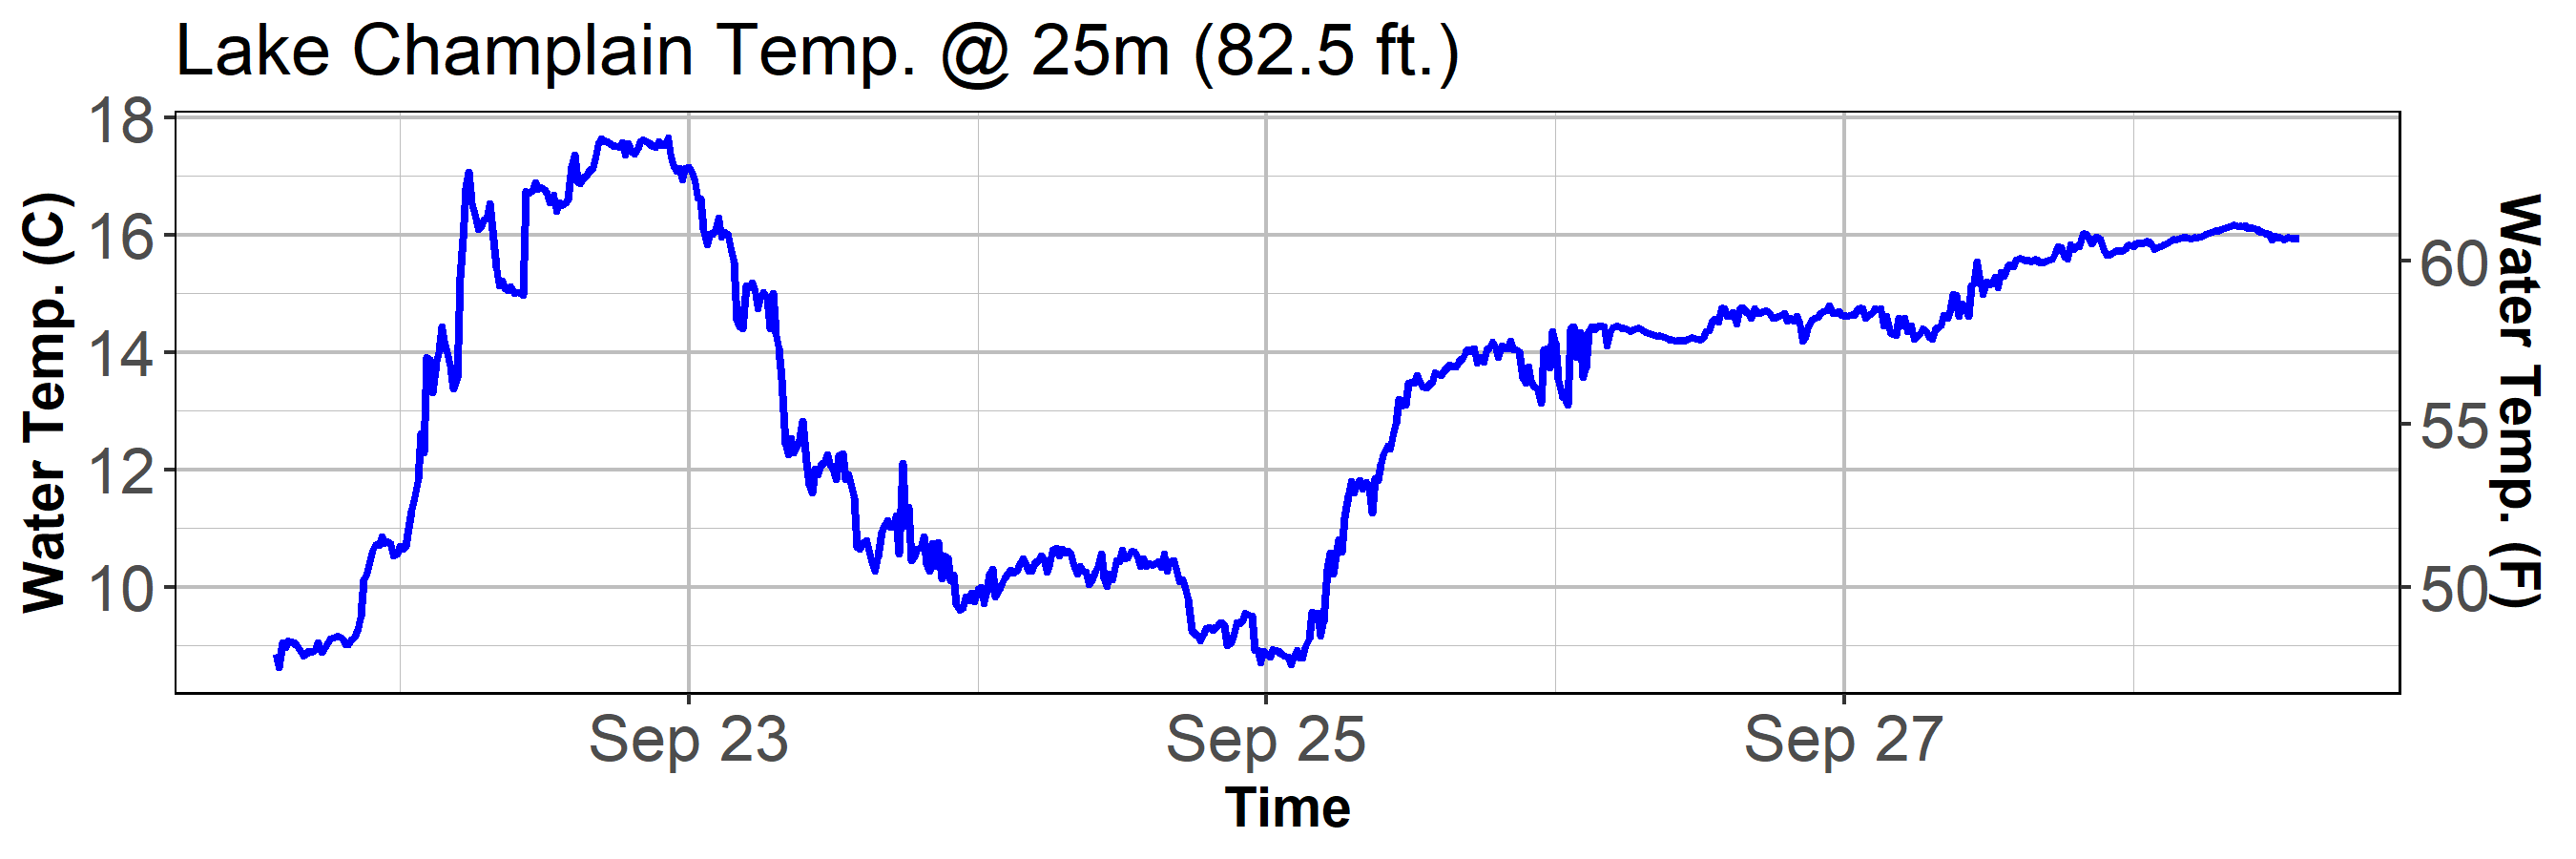 Lake Champlain Temp. @ 25m (82.5 ft.)
Water Temp. (C)
18
16
14
12
10
60
55
50
Water Temp. (F)
Sep 23
Sep 25
Sep 27
Time